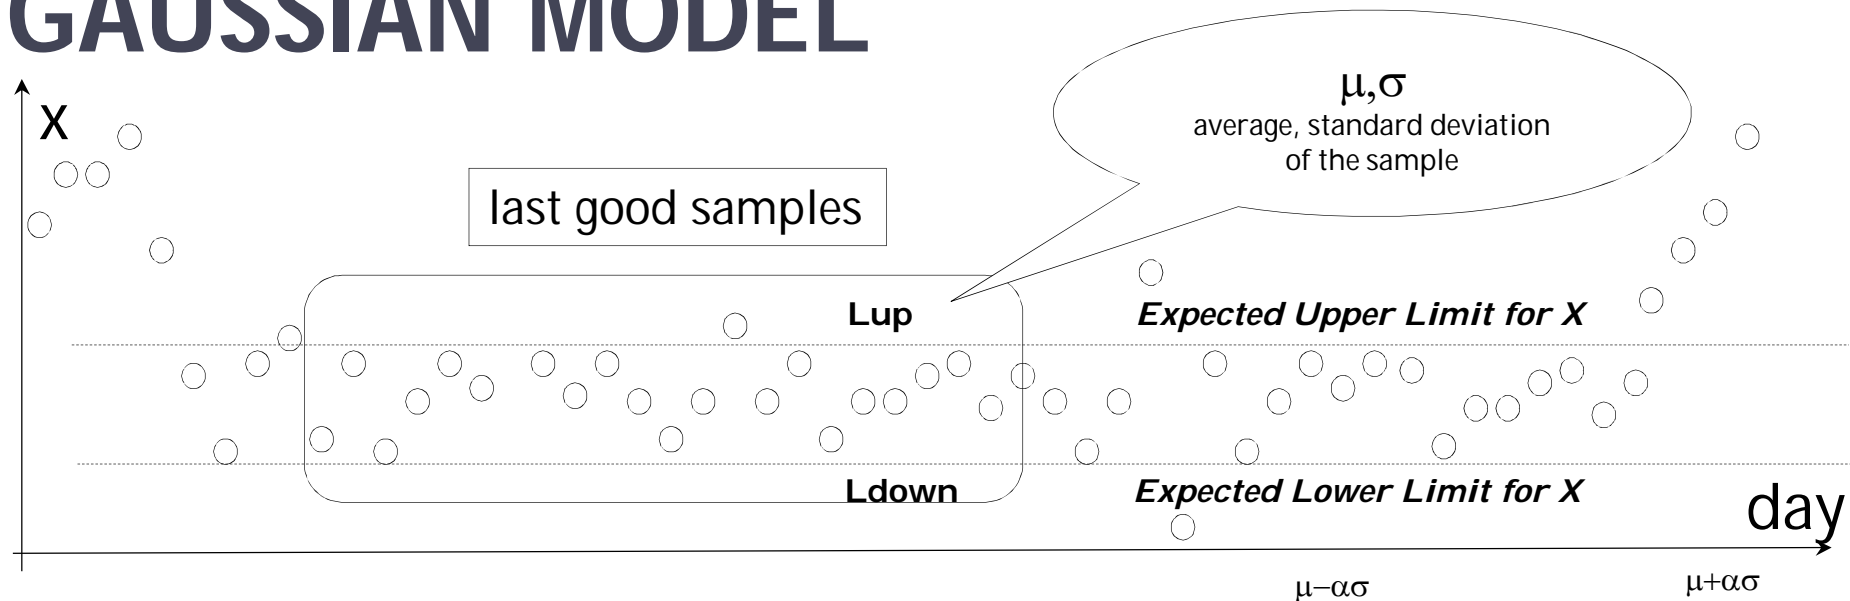 GAUSSIAN MODEL
X
μ,σ
average, standard deviation
of the sample
last good samples
Lup
Expected Upper Limit for X
Ldown
Expected Lower Limit for X
day
μ−ασ
μ+ασ